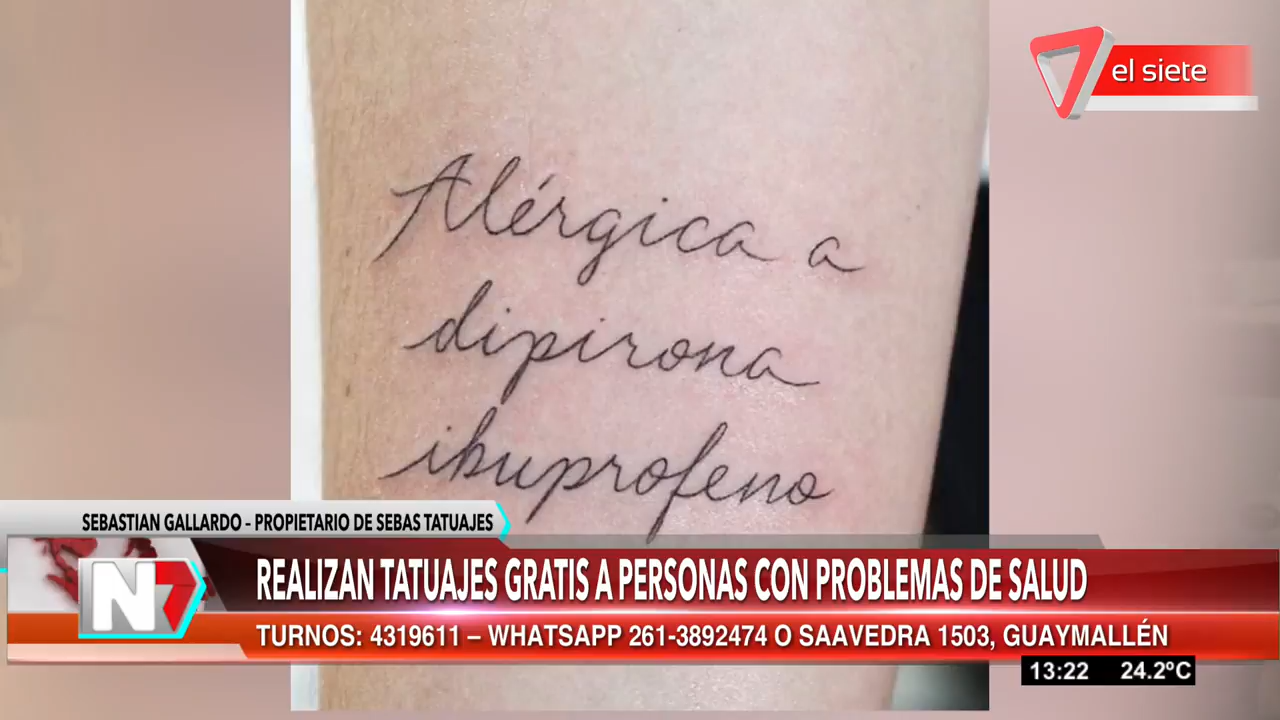 el siete
Alérgica a
dipirona
ibuprofeno
SEBASTIAN GALLARDO - PROPIETARIO DE SEBAS TATUAJES
N7
REALIZAN TATUAJES GRATIS A PERSONAS CON PROBLEMAS DE SALUD
TURNOS: 4319611 – WHATSAPP 261-3892474 O SAAVEDRA 1503, GUAYMALLÉN
13:22 24.2°C